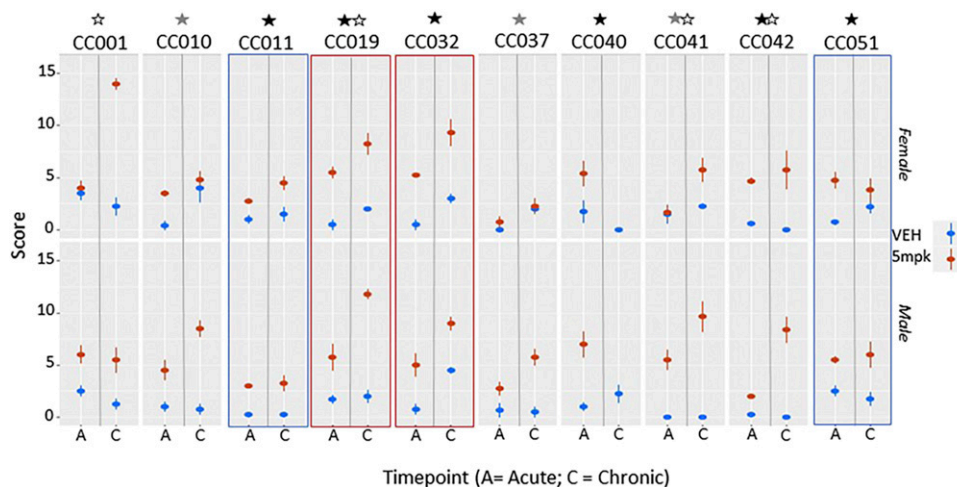 CC001 CC010 CC011 CC019 CC032 CC037 CC040 CC041 CC042 CC051
15
10
5
0
Female
Score
VEH
5mpk
15
10
5
0
Male
A C A C A C A C A C A C A C A C A C A C
Timepoint (A= Acute; C = Chronic)